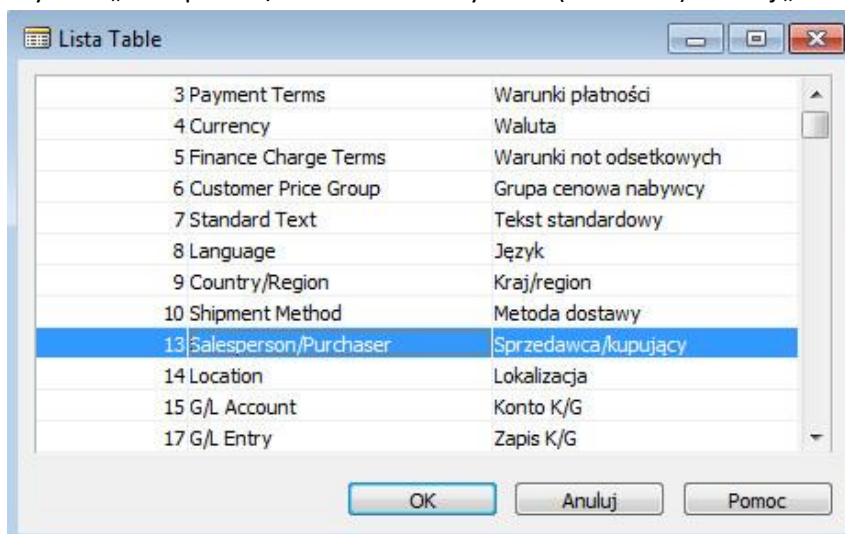 Lista Table
3 Payment Terms Warunki płatności
4 Currency Waluta
5 Finance Charge Terms Warunki not odsetkowych
6 Customer Price Group Grupa cenowa nabywcy
7 Standard Text Tekst standardowy
8 Language Język
9 Country/Region Kraj/region
10 Shipment Method Metoda dostawy
13 Salesperson/Purchaser Sprzedawca/kupujący
14 Location Lokalizacja
15 G/L Account Konto K/G
17 G/L Entry Zapis K/G
OK Anuluj Pomoc